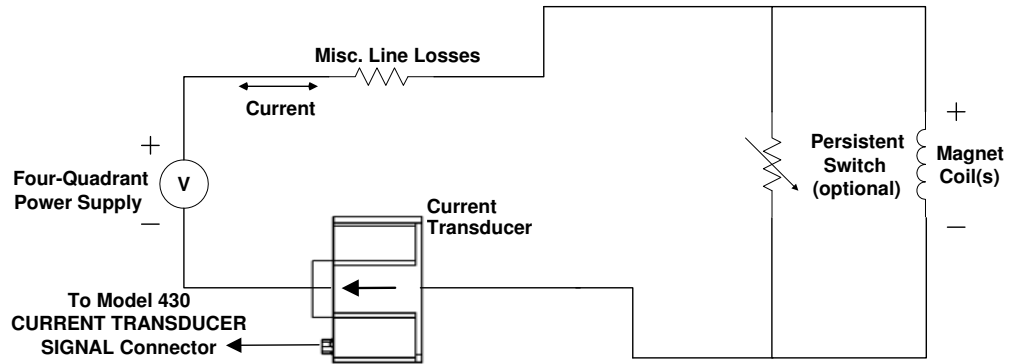 Misc. Line Losses
Current
+
Four-Quadrant
Power Supply
V
—
Current
Transducer
Persistent
Switch
(optional)
+
Magnet
Coil(s)
—
To Model 430
CURRENT TRANSDUCER
SIGNAL Connector